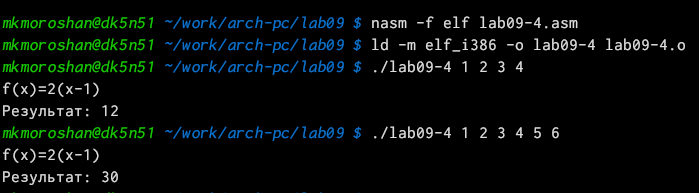 mkmoroshan@dk5n51 ~/work/arch-pc/lab09 $ nasm -f elf lab09-4.asm
mkmoroshan@dk5n51 ~/work/arch-pc/lab09 $ ld -m elf_i386 -o lab09-4 lab09-4.o
mkmoroshan@dk5n51 ~/work/arch-pc/lab09 $ ./lab09-4 1 2 3 4
f(x)=2(x-1)
Результат: 12
mkmoroshan@dk5n51 ~/work/arch-pc/lab09 $ ./lab09-4 1 2 3 4 5 6
f(x)=2(x-1)
Результат: 30